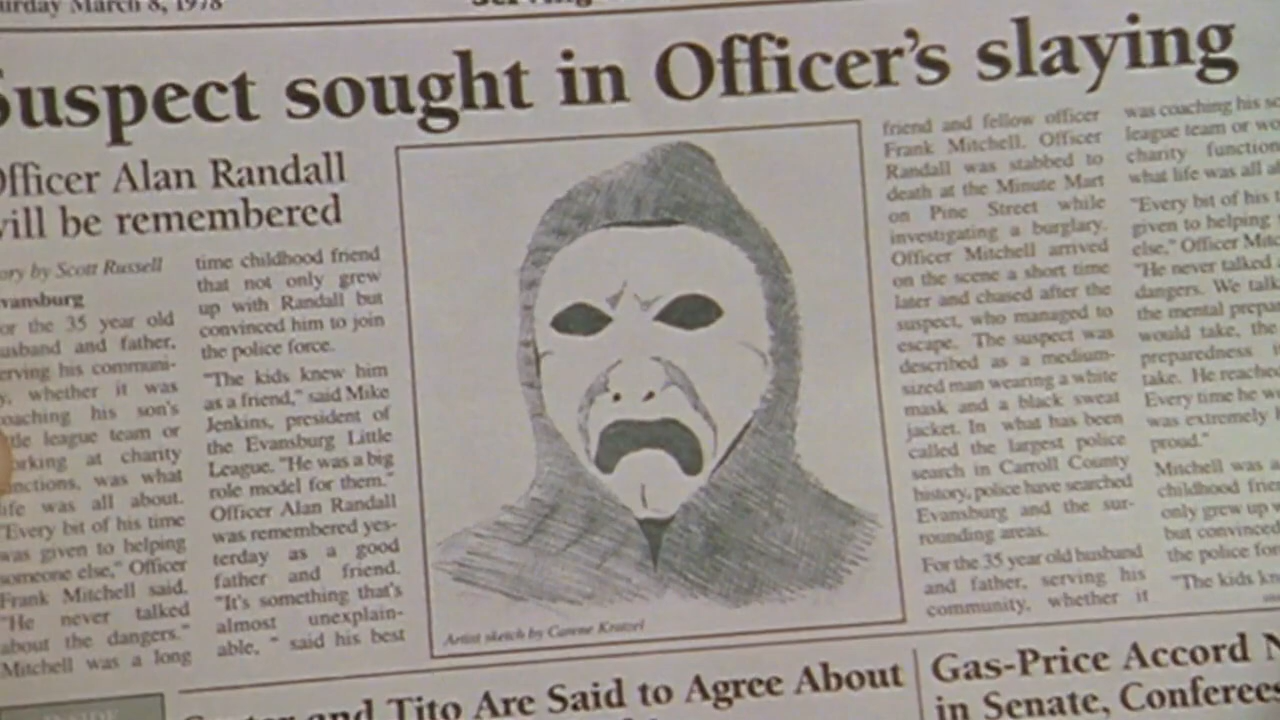 urday March 8, 1978
Suspect sought in Officer's slaying
Officer Alan Randall
will be remembered
ory by Scott Russell
vansburg
or the 35 year old
usband and father,
erving his communi-
y, whether it was
oaching his son's
ttle league team or
orking at charity
nctions, was what
life was all about.
"Every bit of his time
was given to helping
someone else," Officer
Frank Mitchell said.
"He never talked
about the dangers."
Mitchell was a long
time childhood friend
that not only grew
up with Randall but
convinced him to join
the police force.
"The kids knew him
as a friend," said Mike
Jenkins, president of
the Evansburg Little
League. "He was a big
role model for them."
Officer Alan Randall
was remembered yes-
terday as a good
father and friend.
"It's something that's
almost unexplain-
able, " said his best
Artist sketch by
friend and fellow officer
Frank Mitchell. Officer
Randall was stabbed to
death at the Minute Mart
on Pine Street while
investigating a burglary.
Officer Mitchell arrived
on the scene a short time
later and chased after the
suspect, who managed to
escape. The suspect was
described as a medium-
sized man wearing a white
mask and a black sweat
jacket. In what has been
called the largest police
search in Carroll County
history, police have searched
Evansburg and the sur-
rounding areas.
For the 35 year old husband
and father, serving his
community, whether it
was coaching his so
league team or wo
charity function
what life was all a
"Every bit of his
given to helping
else," Officer Mitc
"He never talked a
dangers. We talk
the mental prepa
would take, the
preparedness i
take. He reached
Every time he w
was extremely
proud."
Mitchell was a
childhood frie
only grew up
but convinced
the police for
"The kids kn
INSIDE
and Tito Are Said to Agree About
Gas-Price Accord N
in Senate, Conferees